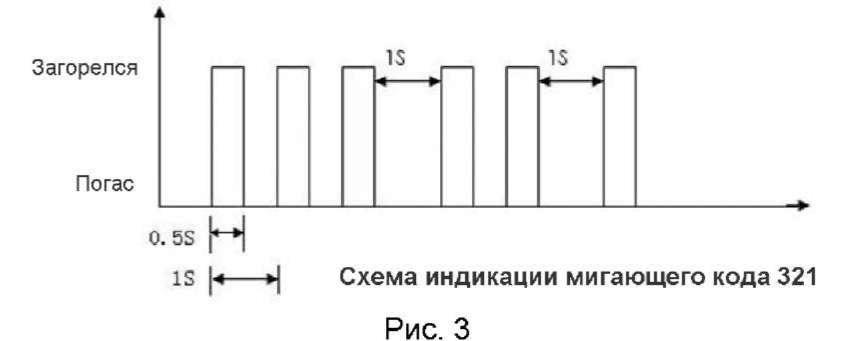 1S 1S
Загорелся
Погас
0.5S
1S
Схема индикации мигающего кода 321
Рис. 3